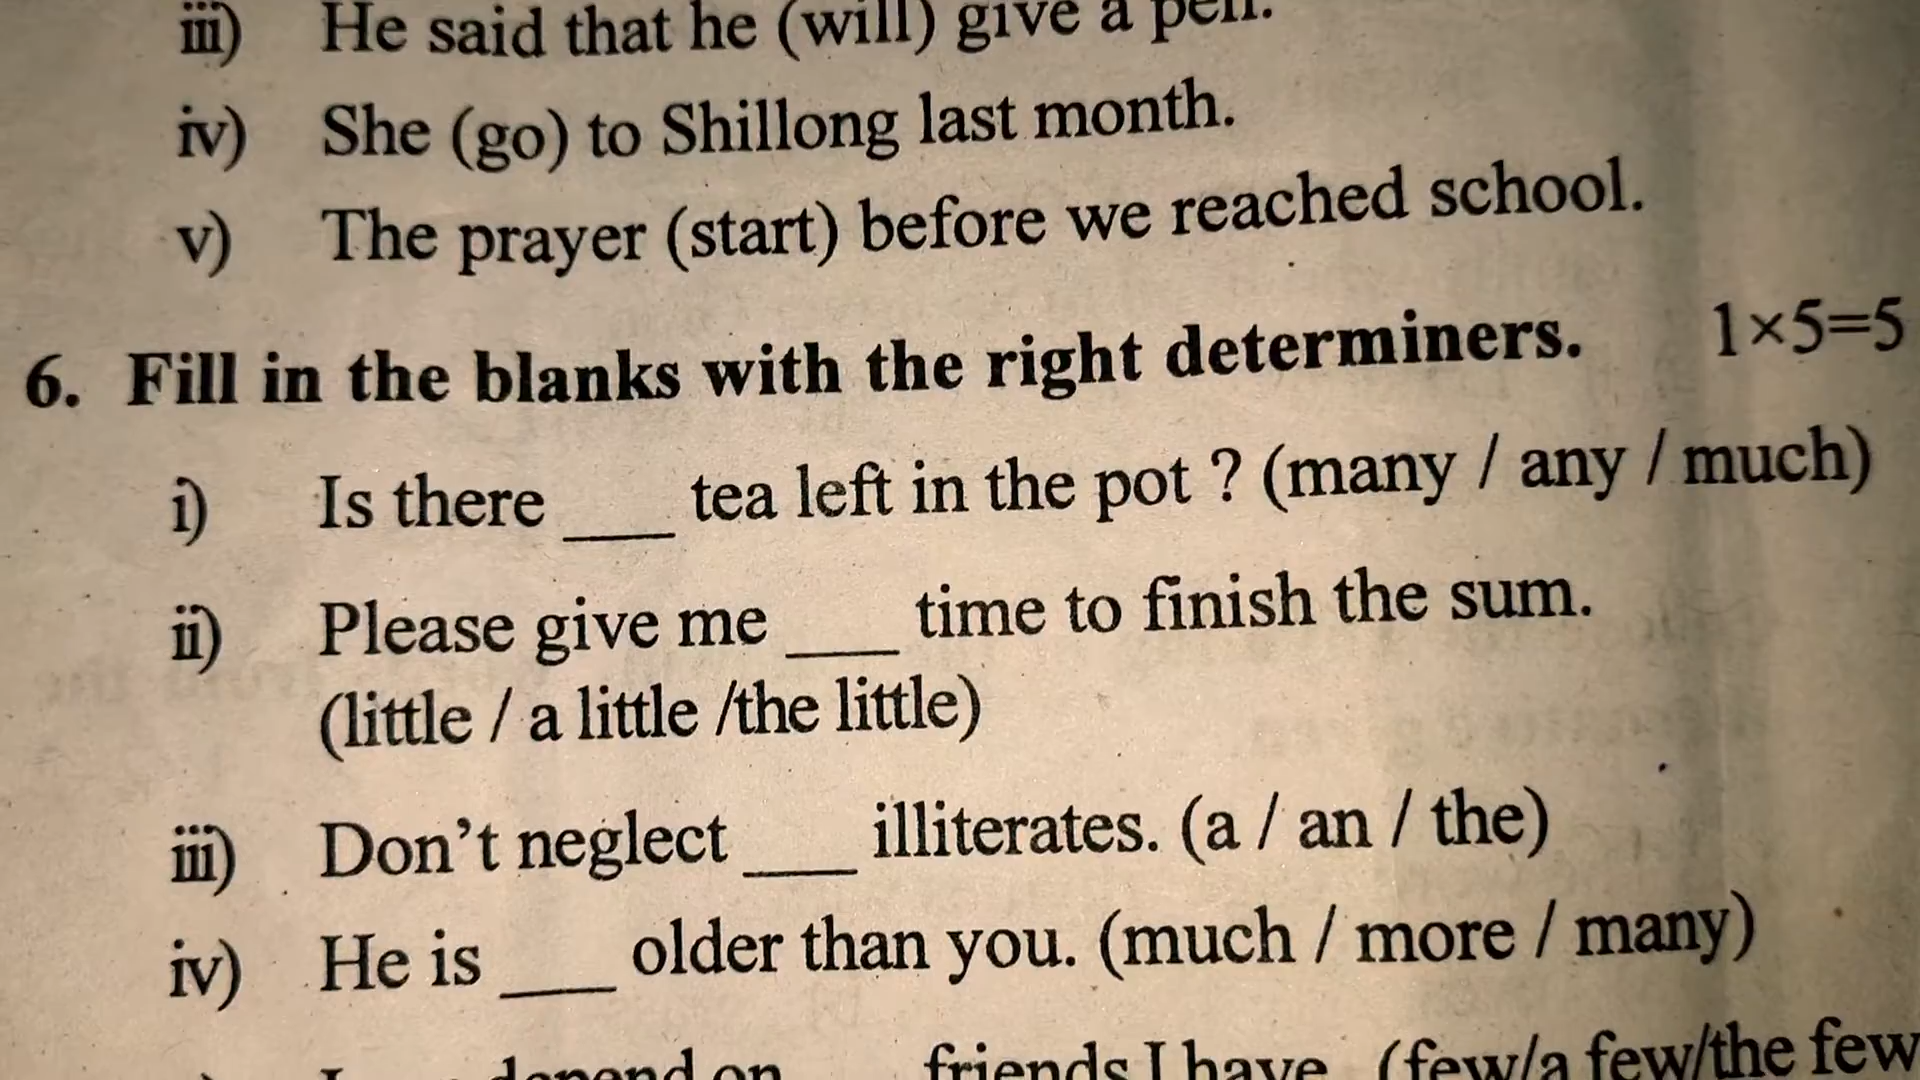 iii) He said that he (will) give a pen.
iv) She (go) to Shillong last month.
v) The prayer (start) before we reached school.
6. Fill in the blanks with the right determiners. 1×5=5
i) Is there ___ tea left in the pot ? (many / any / much)
ii) Please give me ___ time to finish the sum.
(little / a little /the little)
iii) Don't neglect ___ illiterates. (a / an / the)
iv) He is ___ older than you. (much / more / many)
depend on friends I have. (few/a few/the few